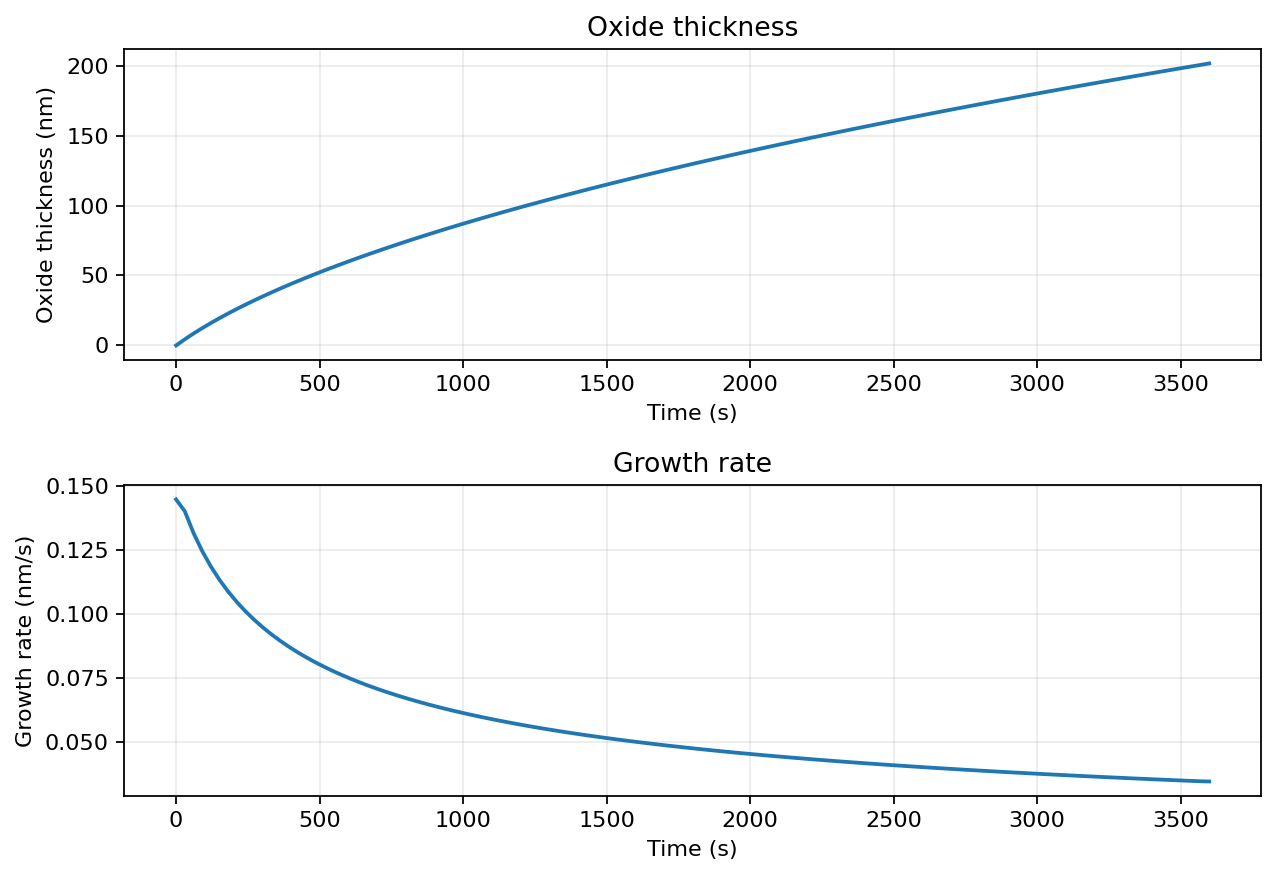 Oxide thickness
200
150
100
50
0
Oxide thickness (nm)
0 500 1000 1500 2000 2500 3000 3500
Time (s)
Growth rate
0.150
0.125
0.100
0.075
0.050
Growth rate (nm/s)
0 500 1000 1500 2000 2500 3000 3500
Time (s)